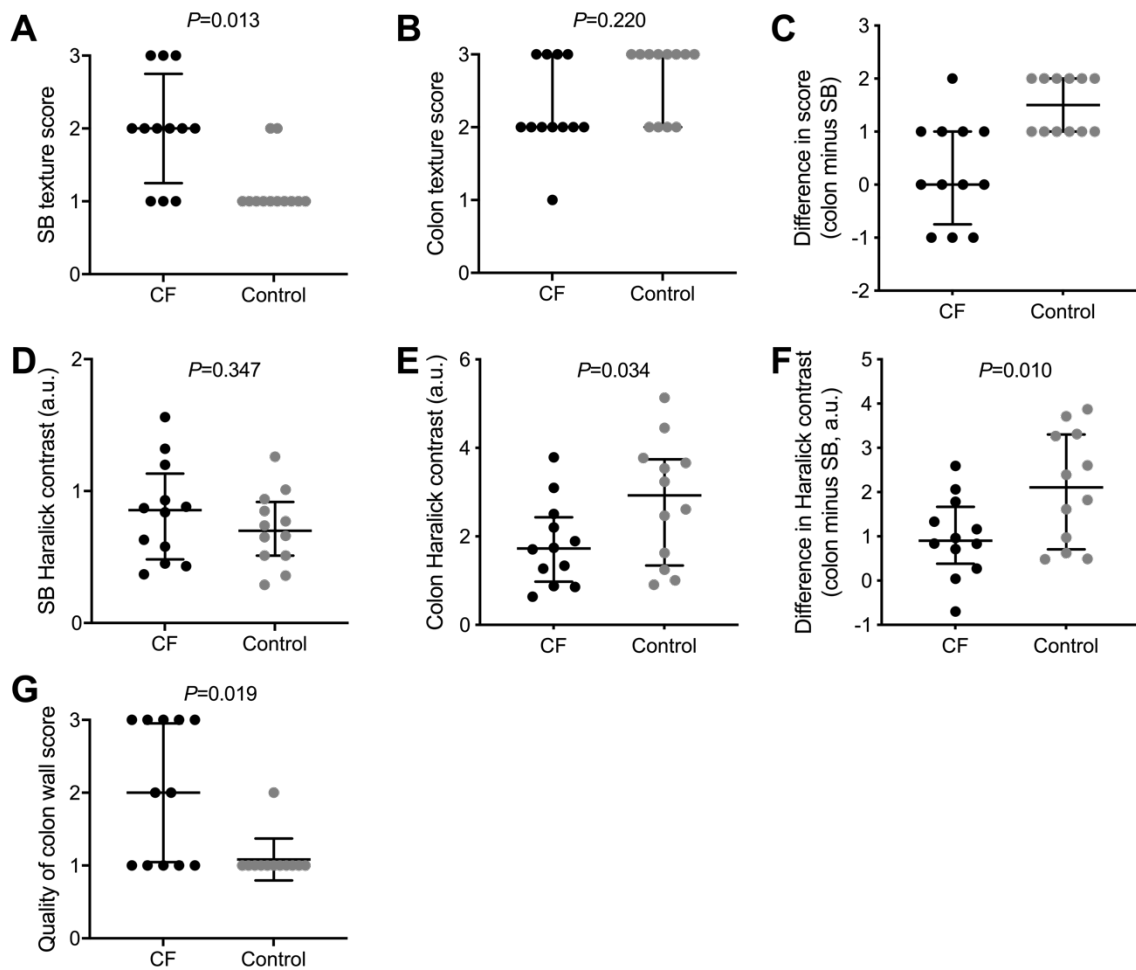 A
P=0.013
SB texture score
3
2
1
0
CF
Control
B
P=0.220
Colon texture score
3
2
1
0
CF
Control
C
Difference in score
(colon minus SB)
3
2
1
0
-1
-2
CF
Control
D
P=0.347
SB Haralick contrast (a.u.)
2
1
0
CF
Control
E
P=0.034
Colon Haralick contrast (a.u.)
6
4
2
0
CF
Control
F
P=0.010
Difference in Haralick contrast
(colon minus SB, a.u.)
5
4
3
2
1
0
-1
CF
Control
G
P=0.019
Quality of colon wall score
3
2
1
0
CF
Control